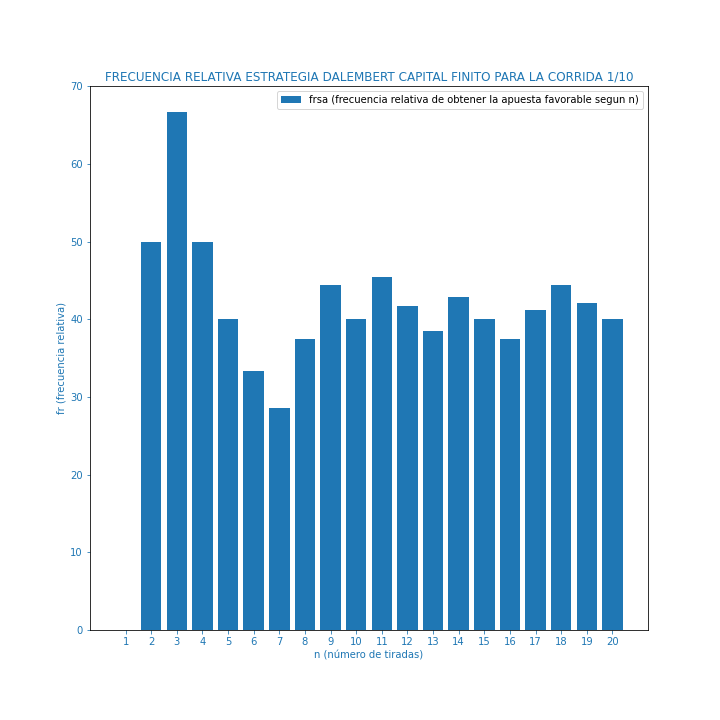 FRECUENCIA RELATIVA ESTRATEGIA DALEMBERT CAPITAL FINITO PARA LA CORRIDA 1/10
frsa (frecuencia relativa de obtener la apuesta favorable segun n)
70
60
50
40
30
20
10
0
fr (frecuencia relativa)
1 2 3 4 5 6 7 8 9 10 11 12 13 14 15 16 17 18 19 20
n (número de tiradas)